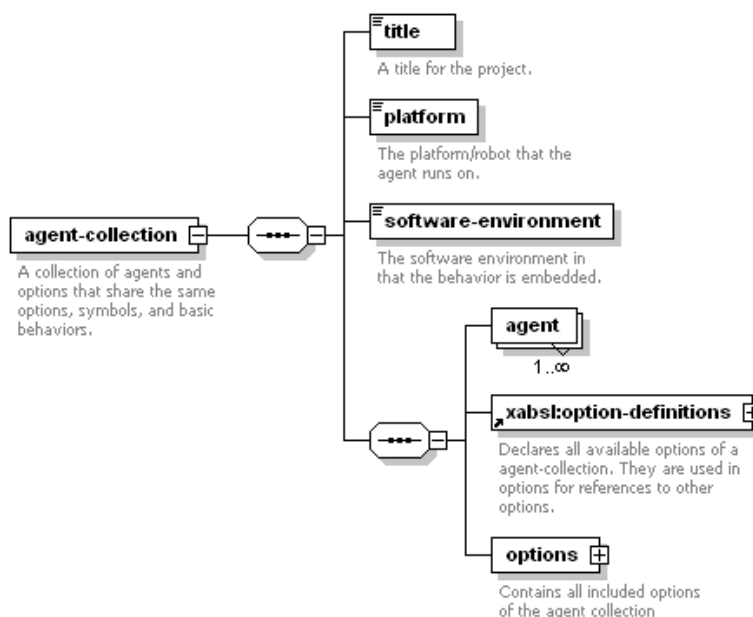 title
A title for the project.
platform
The platform/robot that the
agent runs on.
software-environment
The software environment in
that the behavior is embedded.
agent-collection
A collection of agents and
options that share the same
options, symbols, and basic
behaviors.
agent
1..∞
xabsl:option-definitions
Declares all available options of a
agent-collection. They are used in
options for references to other
options.
options
Contains all included options
of the agent collection